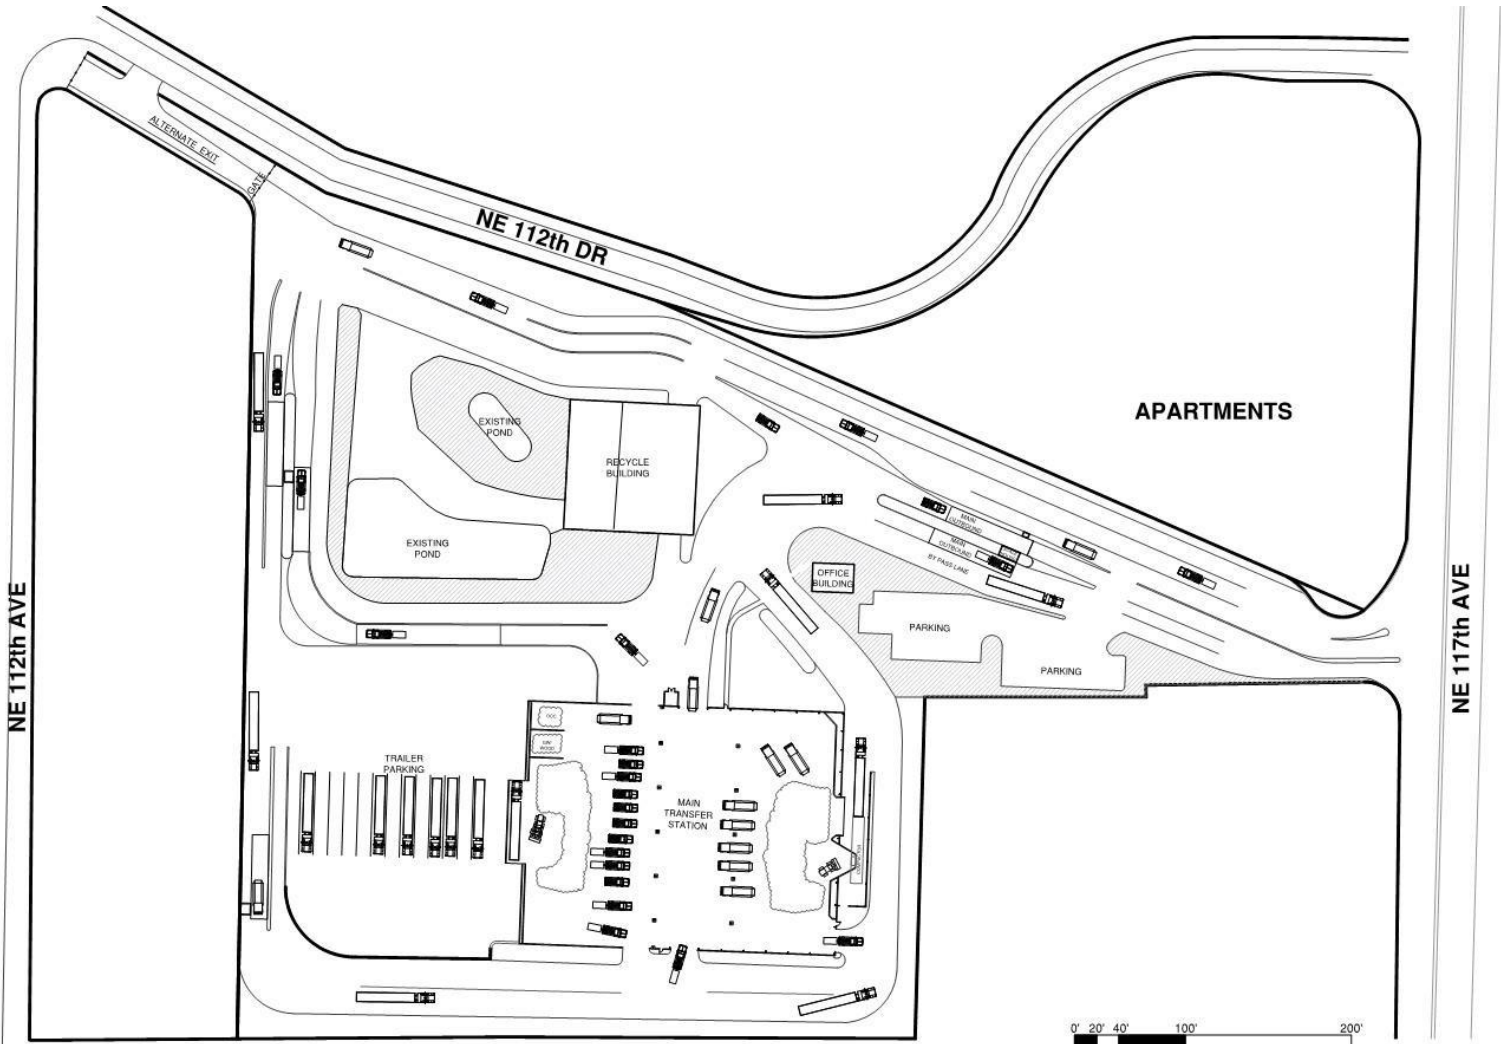 ALTERNATE EXIT
GATE
NE 112th DR
APARTMENTS
EXISTING
POND
RECYCLE
BUILDING
EXISTING
POND
MAIN
OUTBOUND
MAIN
OUTBOUND
BY PASS LANE
OFFICE
BUILDING
PARKING
PARKING
NE 112th AVE
NE 117th AVE
OCC
WOOD
TRAILER
PARKING
MAIN
TRANSFER
STATION
COMPACTOR
0' 20' 40' 100' 200'